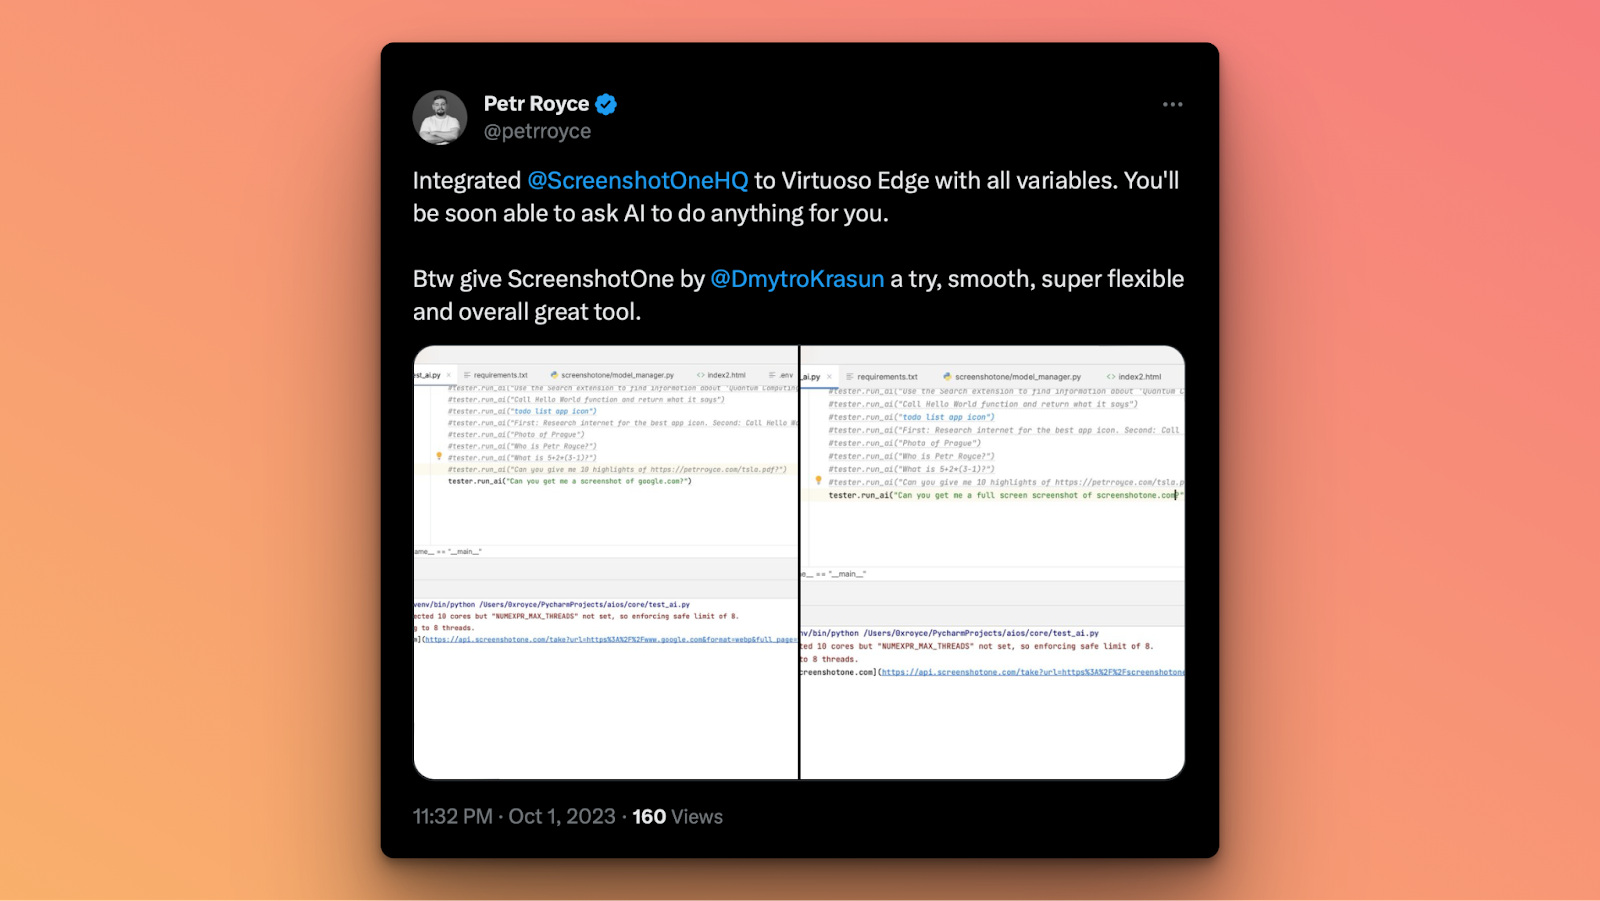 Petr Royce
@petrroyce
Integrated @ScreenshotOneHQ to Virtuoso Edge with all variables. You'll
be soon able to ask AI to do anything for you.
Btw give ScreenshotOne by @DmytroKrasun a try, smooth, super flexible
and overall great tool.
est_ai.py × requirements.txt screenshotone/model_manager.py <> index2.html .env
#tester.run_ai("Use the Search extension to find information about 'Quantum Computing
#tester.run_ai("Call Hello World function and return what it says")
#tester.run_ai("todo list app icon")
#tester.run_ai("First: Research internet for the best app icon. Second: Call Hello W
#tester.run_ai("Photo of Prague")
#tester.run_ai("Who is Petr Royce?")
#tester.run_ai("What is 5+2*(3-1)?")
#tester.run_ai("Can you give me 10 highlights of https://petrroyce.com/tsla.pdf?")
tester.run_ai("Can you get me a screenshot of google.com?")
ame__ == "__main__"
venv/bin/python /Users/0xroyce/PycharmProjects/aios/core/test_ai.py
ected 10 cores but "NUMEXPR_MAX_THREADS" not set, so enforcing safe limit of 8.
g to 8 threads.
](https://api.screenshotone.com/take?url=https%3A%2F%2Fwww.google.com&format=webp&full_page=
_ai.py × requirements.txt screenshotone/model_manager.py <> index2.html
#tester.run_ai("Use the Search extension to find information about 'Quantum C
#tester.run_ai("Call Hello World function and return what it says")
#tester.run_ai("todo list app icon")
#tester.run_ai("First: Research internet for the best app icon. Second: Call
#tester.run_ai("Photo of Prague")
#tester.run_ai("Who is Petr Royce?")
#tester.run_ai("What is 5+2*(3-1)?")
#tester.run_ai("Can you give me 10 highlights of https://petrroyce.com/tsla.p
tester.run_ai("Can you get me a full screen screenshot of screenshotone.com?"
e__ == "__main__"
nv/bin/python /Users/0xroyce/PycharmProjects/aios/core/test_ai.py
ted 10 cores but "NUMEXPR_MAX_THREADS" not set, so enforcing safe limit of 8.
to 8 threads.
creenshotone.com](https://api.screenshotone.com/take?url=https%3A%2F%2Fscreenshotone
11:32 PM · Oct 1, 2023 · 160 Views